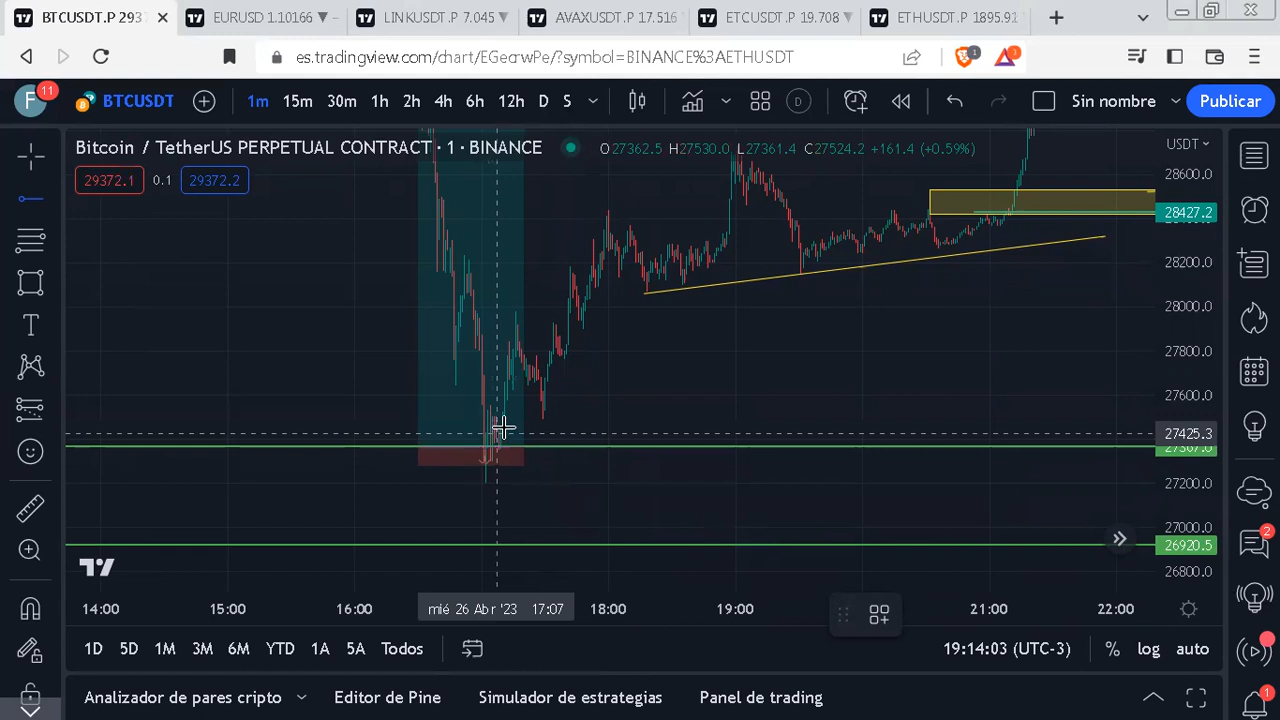 BTCUSDT.P 293
EURUSD 1.10166
LINKUSDT.P 7.045
AVAXUSDT.P 17.516
ETCUSDT.P 19.708
ETHUSDT.P 1895.91
es.tradingview.com/chart/EGecrwPe/?symbol=BINANCE%3AETHUSDT
1
3
F 11 BTCUSDT 1m 15m 30m 1h 2h 4h 6h 12h D S D Sin nombre Publicar
Bitcoin / TetherUS PERPETUAL CONTRACT · 1 · BINANCE O27362.5 H27530.0 L27361.4 C27524.2 +161.4 (+0.59%) USDT
29372.1 0.1 29372.2
28600.0
28427.2
28200.0
28000.0
27800.0
27600.0
27425.3
27200.0
27000.0
26920.5
26800.0
2
1
14:00 15:00 16:00 mié 26 Abr '23 17:07 18:00 19:00 21:00 22:00
1D 5D 1M 3M 6M YTD 1A 5A Todos 19:14:03 (UTC-3) % log auto
Analizador de pares cripto Editor de Pine Simulador de estrategias Panel de trading